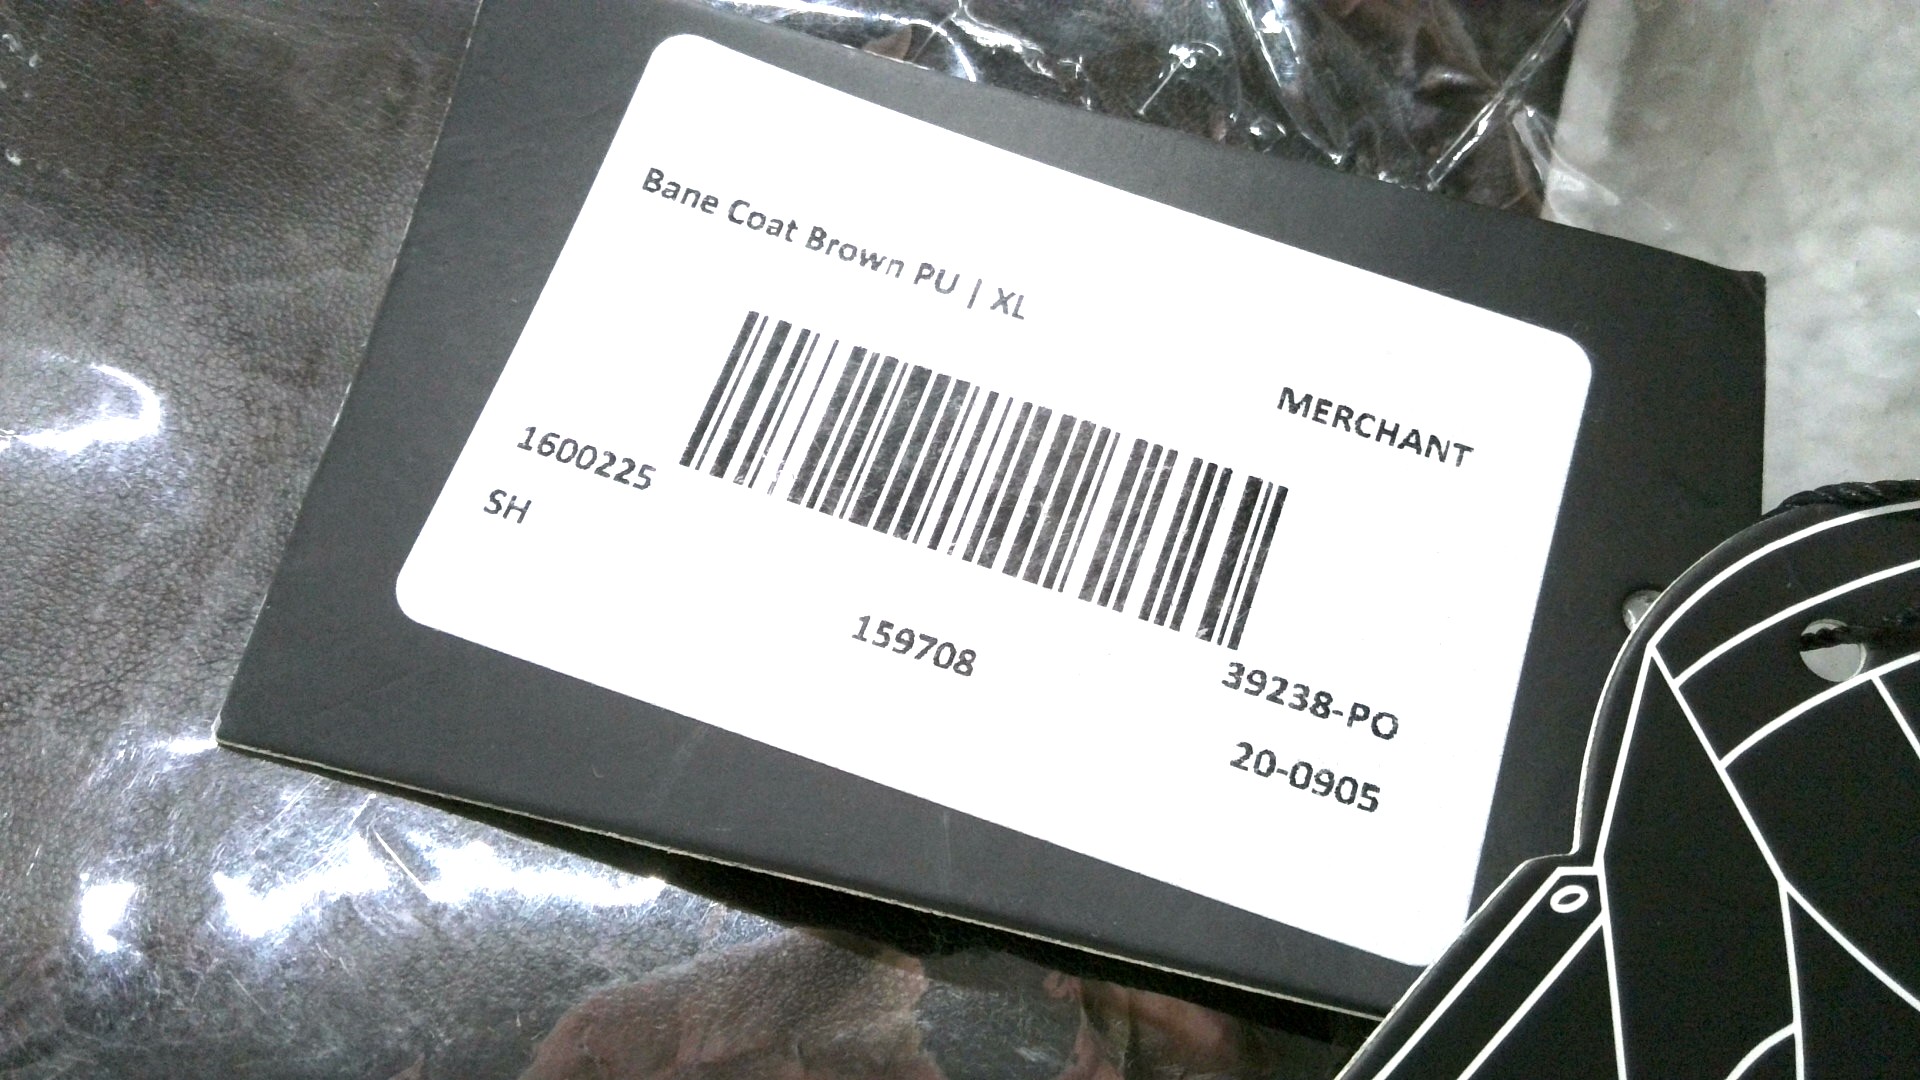 Bane Coat Brown PU | XL
MERCHANT
1600225
SH
159708
39238-PO
20-0905